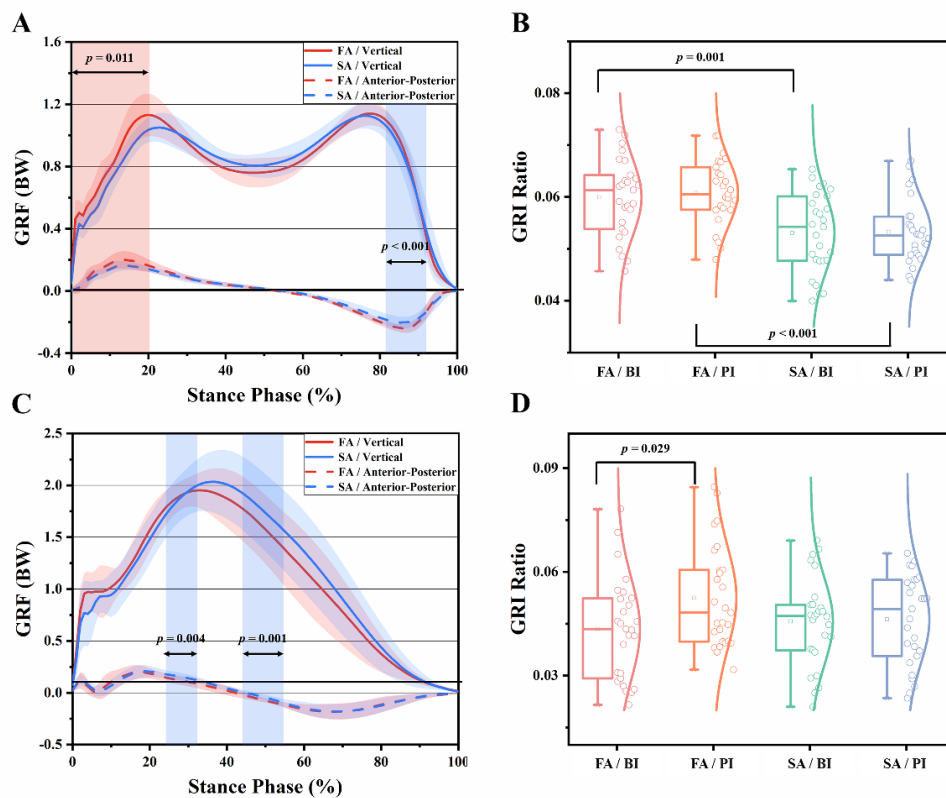 A
GRF (BW)
1.6
1.2
0.8
0.4
0.0
-0.4
p = 0.011
FA / Vertical
SA / Vertical
FA / Anterior-Posterior
SA / Anterior-Posterior
p < 0.001
0 20 40 60 80 100
Stance Phase (%)
B
GRI Ratio
0.08
0.06
0.04
p = 0.001
p < 0.001
FA / BI FA / PI SA / BI SA / PI
C
GRF (BW)
2.5
2.0
1.5
1.0
0.5
0.0
-0.5
FA / Vertical
SA / Vertical
FA / Anterior-Posterior
SA / Anterior-Posterior
p = 0.004 p = 0.001
0 20 40 60 80 100
Stance Phase (%)
D
GRI Ratio
0.09
0.06
0.03
p = 0.029
FA / BI FA / PI SA / BI SA / PI